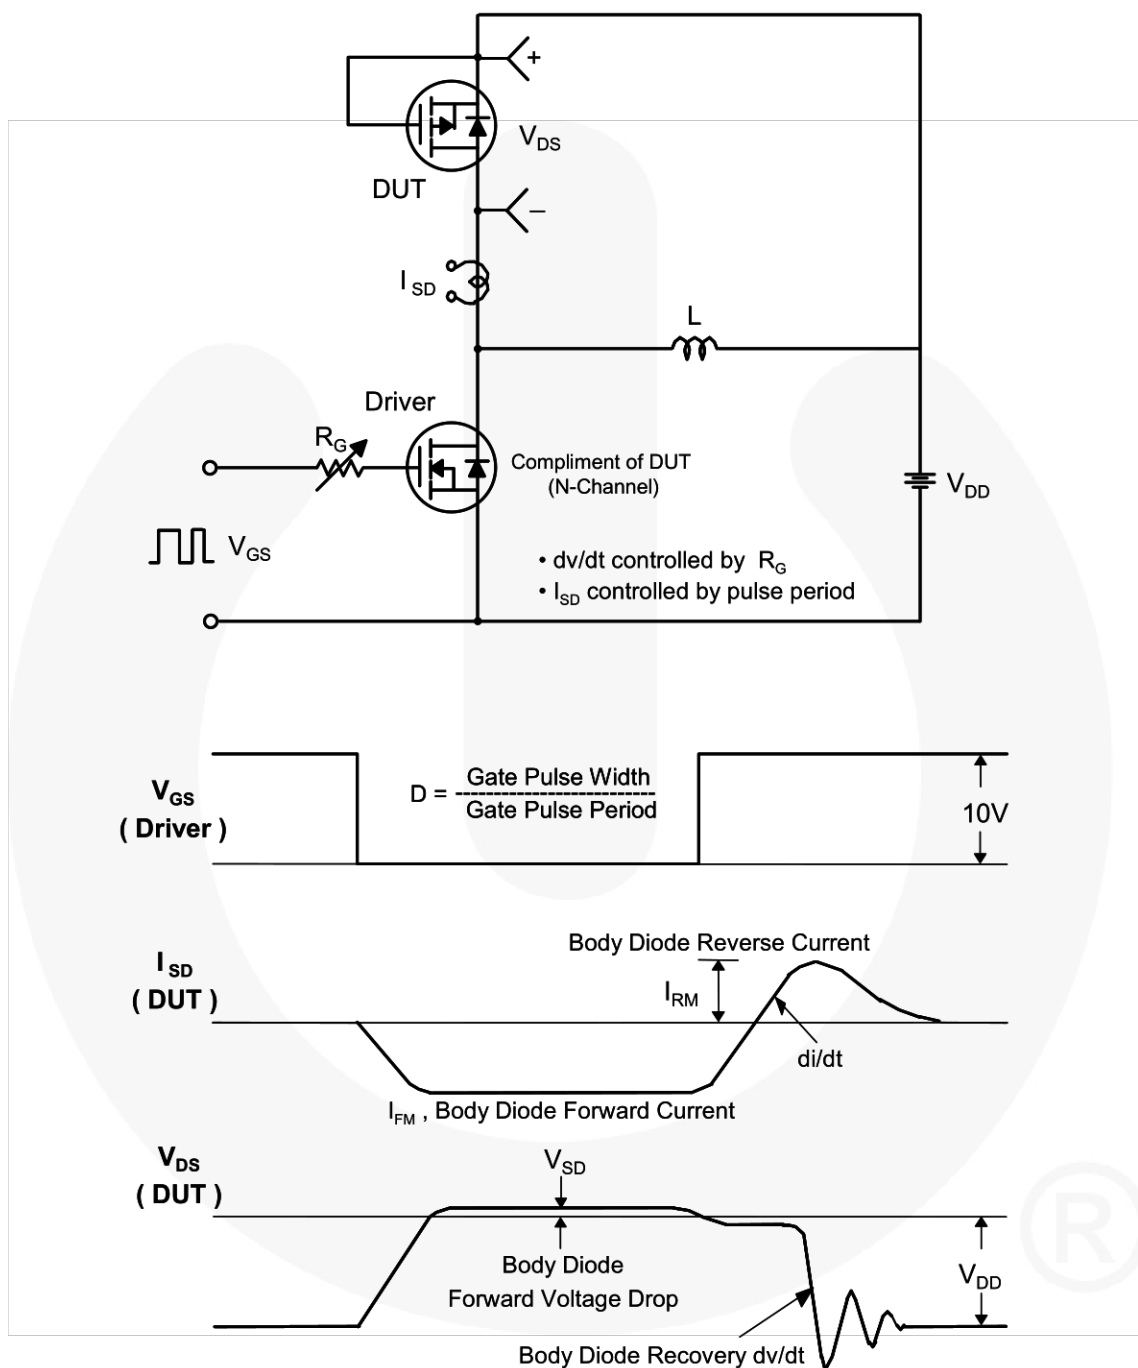 +
V_DS
DUT
–
I_SD
L
Driver
R_G
Compliment of DUT
(N-Channel)
V_DD
V_GS
• dv/dt controlled by R_G
• I_SD controlled by pulse period
V_GS
( Driver )
D = Gate Pulse Width
Gate Pulse Period
10V
Body Diode Reverse Current
I_SD
( DUT )
I_RM
di/dt
I_FM , Body Diode Forward Current
V_DS
( DUT )
V_SD
Body Diode
Forward Voltage Drop
V_DD
Body Diode Recovery dv/dt
®